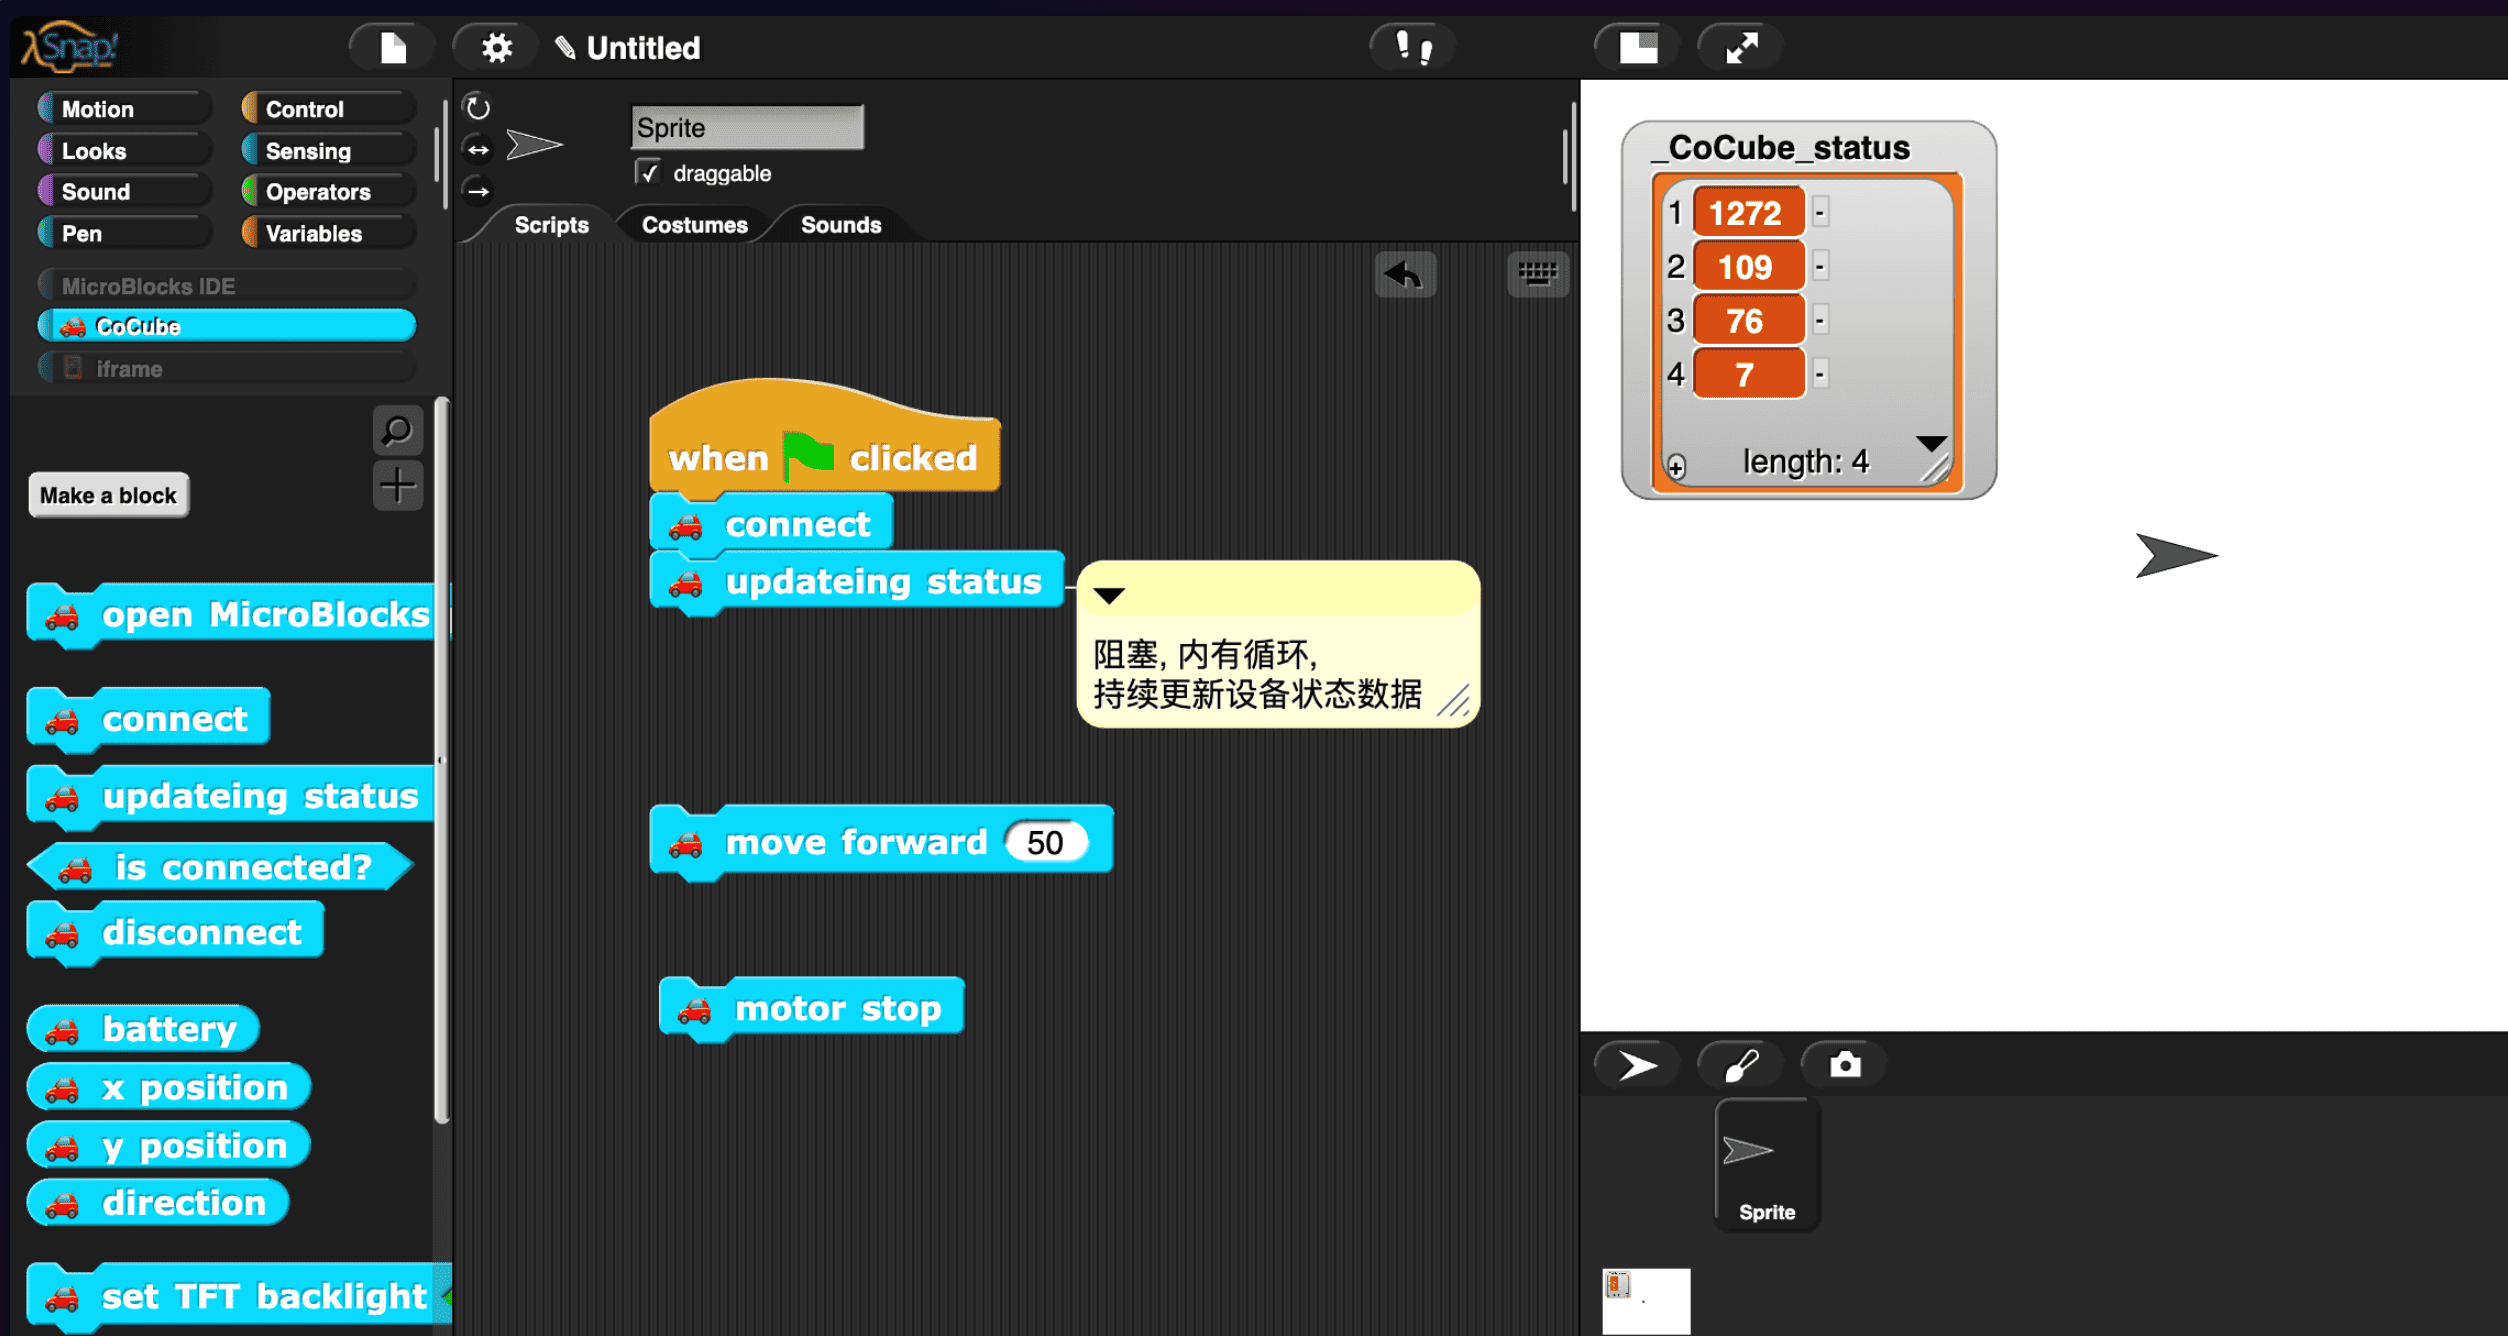 λSnap!
Untitled
Motion
Control
Looks
Sensing
Sound
Operators
Pen
Variables
MicroBlocks IDE
CoCube
iframe
Make a block
open MicroBlocks
connect
updateing status
is connected?
disconnect
battery
x position
y position
direction
set TFT backlight
Sprite
draggable
Scripts
Costumes
Sounds
when clicked
connect
updateing status
阻塞, 内有循环,
持续更新设备状态数据
move forward 50
motor stop
_CoCube_status
1 1272 -
2 109 -
3 76 -
4 7 -
+ length: 4
Sprite